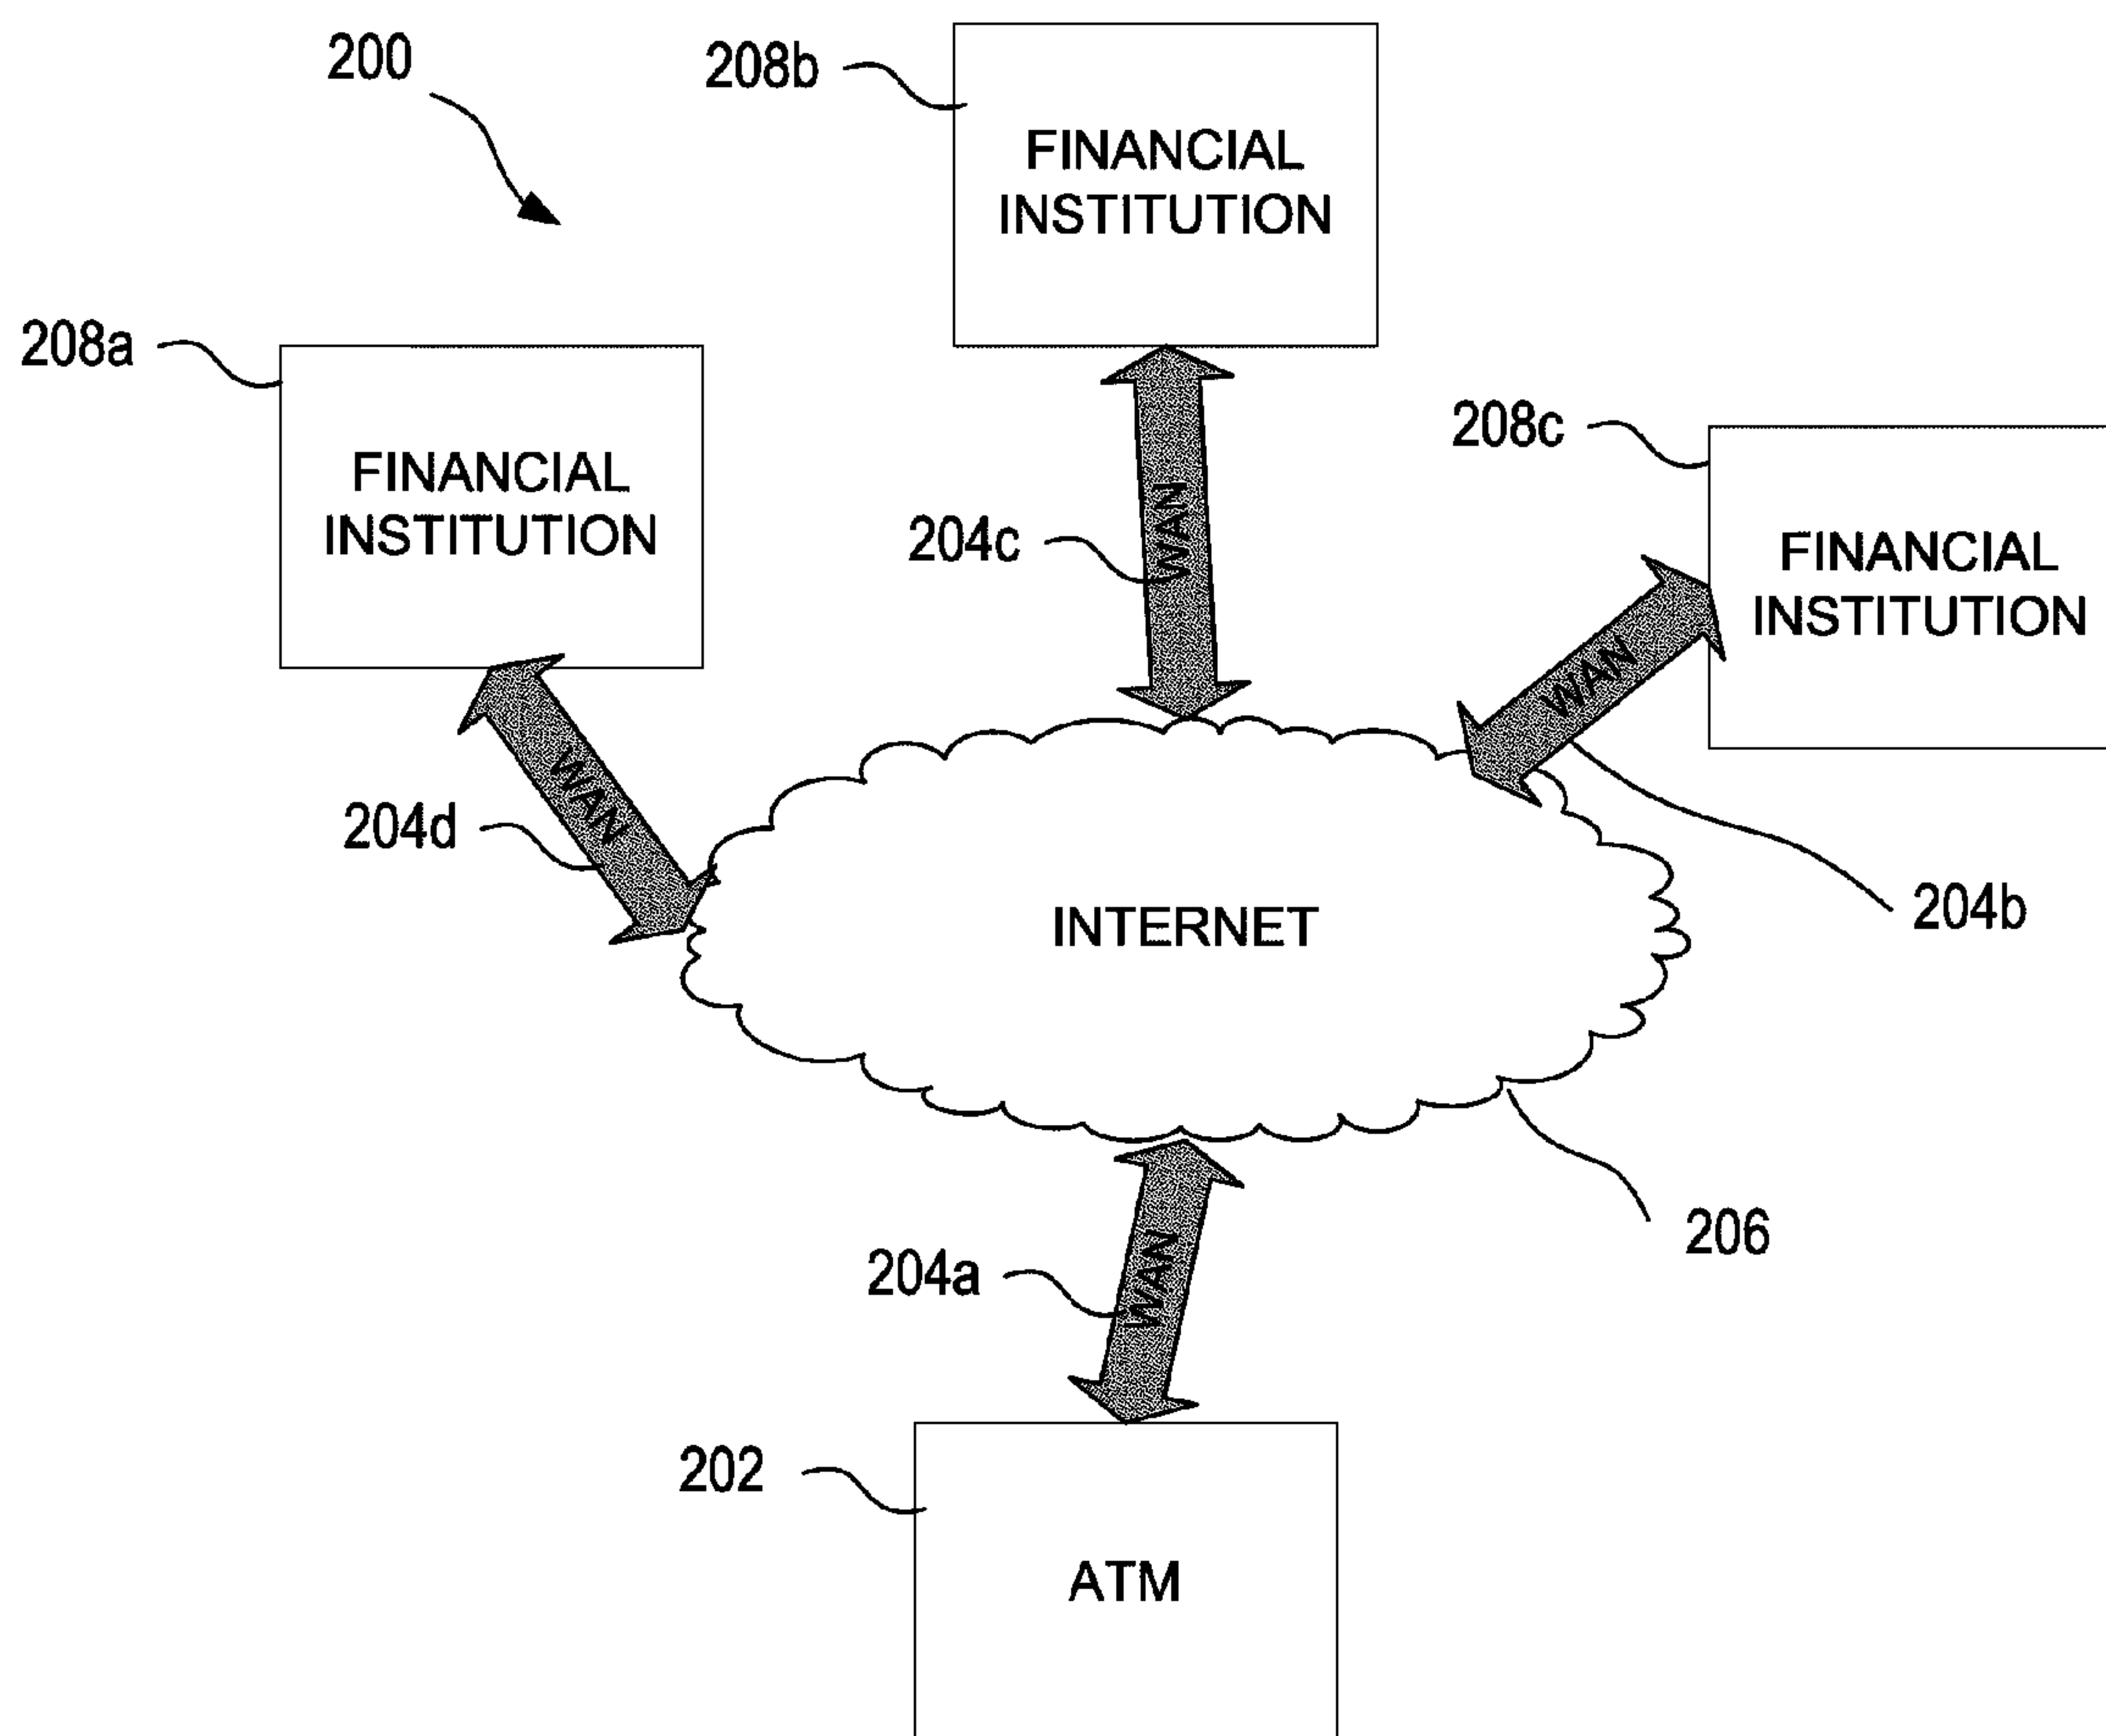 200
208b
FINANCIAL
INSTITUTION
208a
FINANCIAL
INSTITUTION
208c
FINANCIAL
INSTITUTION
WAN
204c
WAN
WAN
204d
204b
INTERNET
206
204a
WAN
202
ATM